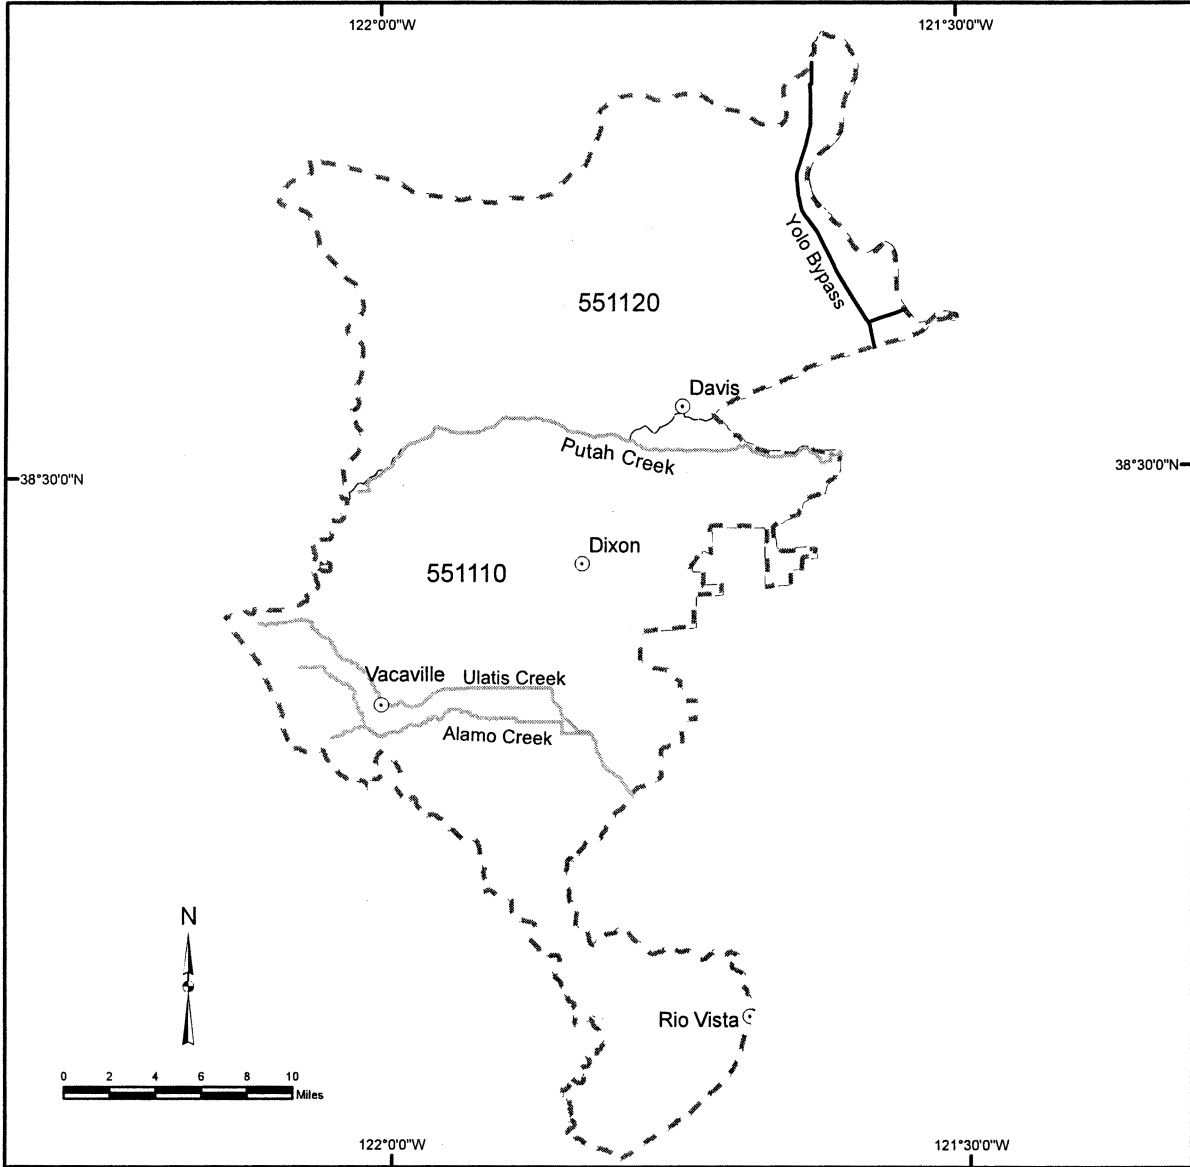 122°0'0"W
121°30'0"W
Yolo Bypass
551120
Davis
Putah Creek
38°30'0"N
38°30'0"N
Dixon
551110
Vacaville
Ulatis Creek
Alamo Creek
N
Rio Vista
0 2 4 6 8 10
Miles
122°0'0"W
121°30'0"W